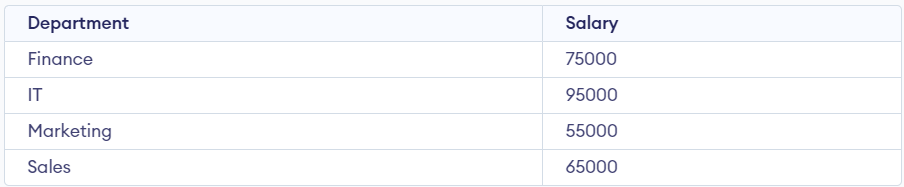 Department Salary
Finance 75000
IT 95000
Marketing 55000
Sales 65000